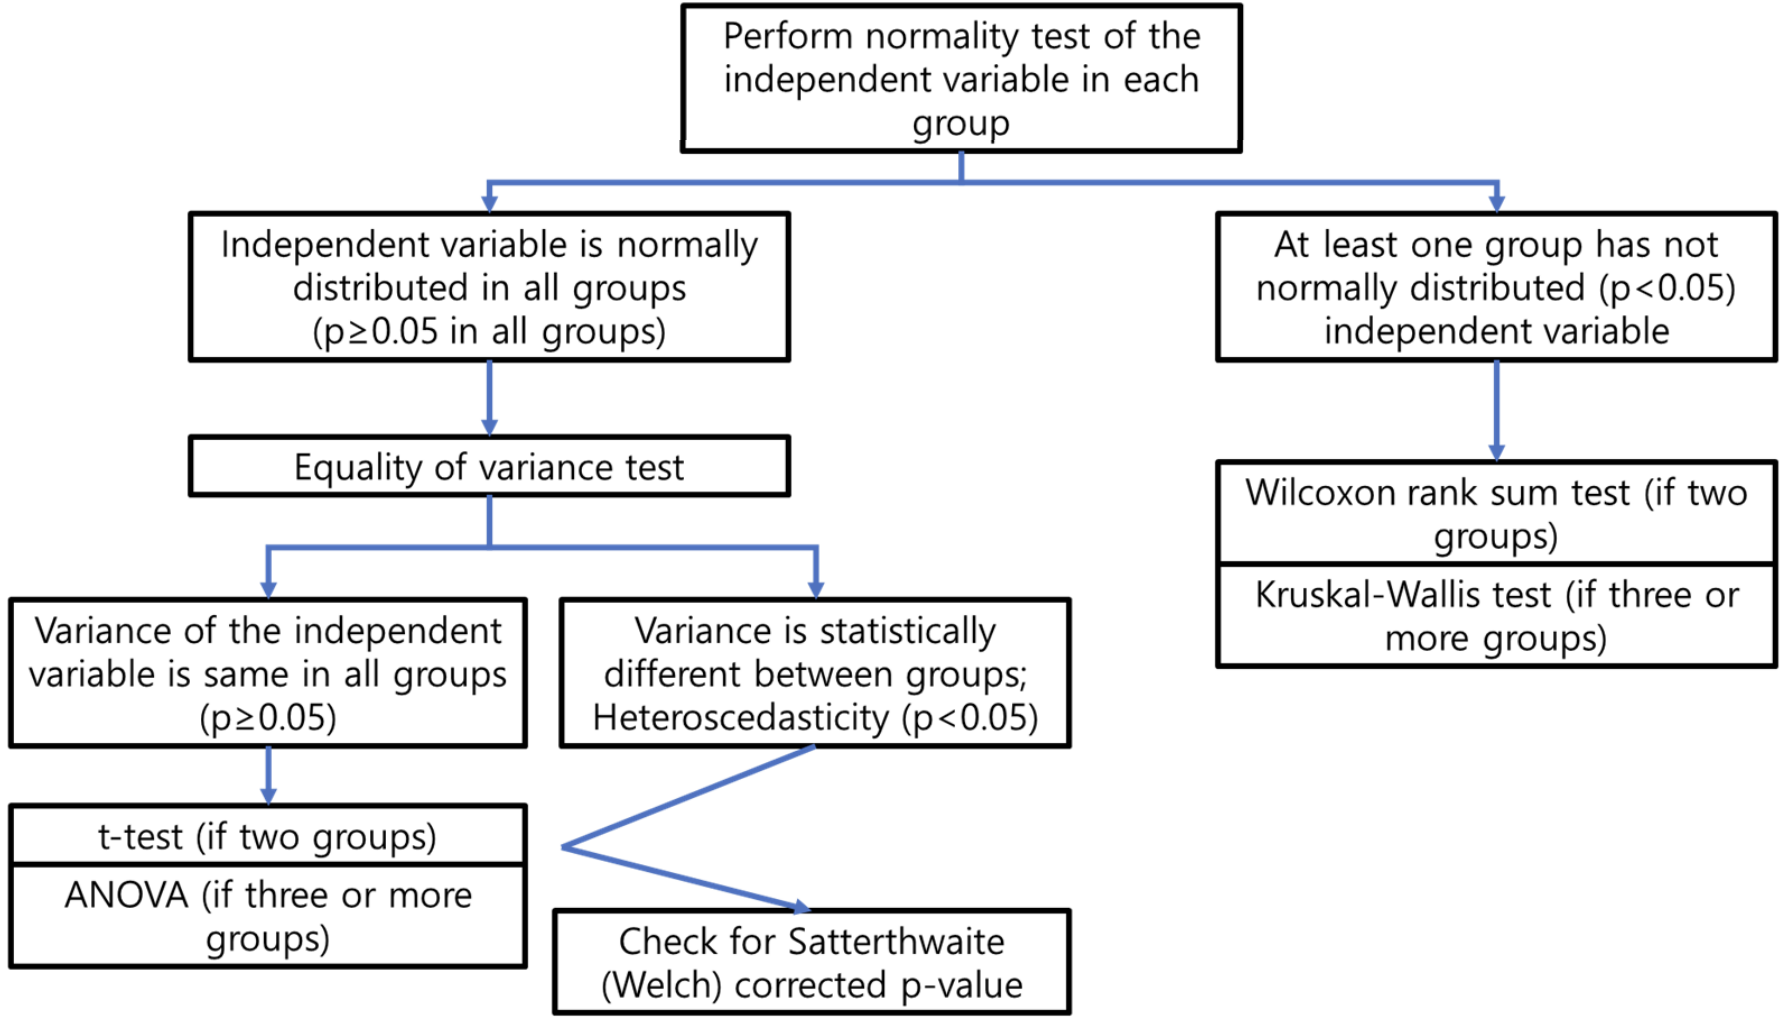 Perform normality test of the
independent variable in each
group
Independent variable is normally
distributed in all groups
(p≥0.05 in all groups)
At least one group has not
normally distributed (p<0.05)
independent variable
Equality of variance test
Wilcoxon rank sum test (if two
groups)
Kruskal-Wallis test (if three or
more groups)
Variance of the independent
variable is same in all groups
(p≥0.05)
Variance is statistically
different between groups;
Heteroscedasticity (p<0.05)
t-test (if two groups)
ANOVA (if three or more
groups)
Check for Satterthwaite
(Welch) corrected p-value